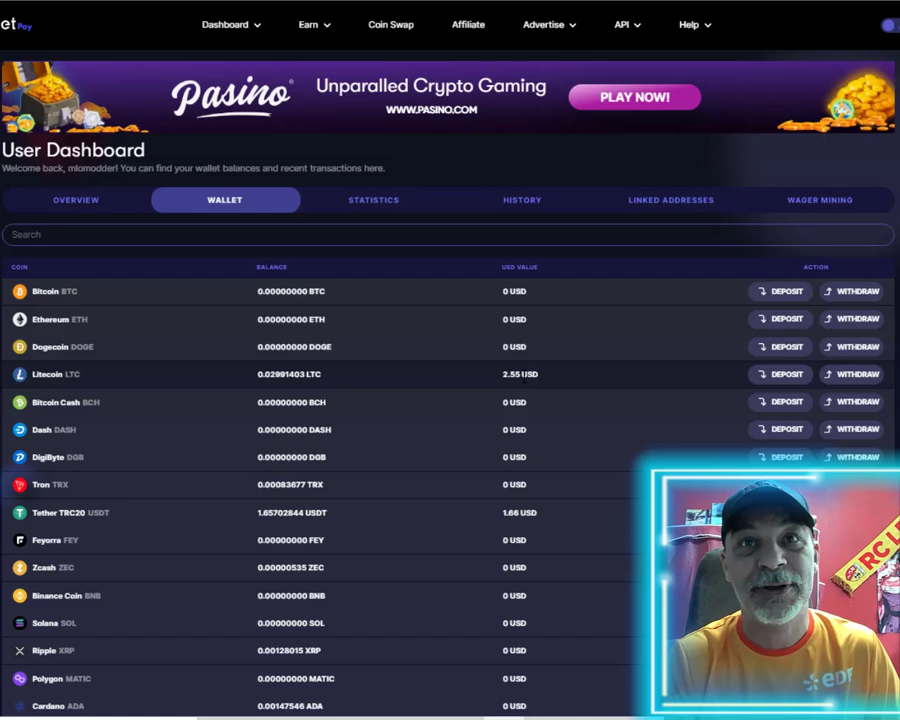 et Pay
Dashboard Earn Coin Swap Affiliate Advertise API Help
Pasino Unparalled Crypto Gaming
WWW.PASINO.COM
PLAY NOW!
User Dashboard
Welcome back, mlomodder! You can find your wallet balances and recent transactions here.
OVERVIEW WALLET STATISTICS HISTORY LINKED ADDRESSES WAGER MINING
Search
COIN BALANCE USD VALUE ACTION
Bitcoin BTC 0.00000000 BTC 0 USD DEPOSIT WITHDRAW
Ethereum ETH 0.00000000 ETH 0 USD DEPOSIT WITHDRAW
Dogecoin DOGE 0.00000000 DOGE 0 USD DEPOSIT WITHDRAW
Litecoin LTC 0.02991403 LTC 2.55 USD DEPOSIT WITHDRAW
Bitcoin Cash BCH 0.00000000 BCH 0 USD DEPOSIT WITHDRAW
Dash DASH 0.00000000 DASH 0 USD DEPOSIT WITHDRAW
DigiByte DGB 0.00000000 DGB 0 USD DEPOSIT WITHDRAW
Tron TRX 0.00083677 TRX 0 USD
Tether TRC20 USDT 1.65702844 USDT 1.66 USD
Feyorra FEY 0.00000000 FEY 0 USD
Zcash ZEC 0.00000535 ZEC 0 USD
Binance Coin BNB 0.00000000 BNB 0 USD
Solana SOL 0.00000000 SOL 0 USD
Ripple XRP 0.00128015 XRP 0 USD
Polygon MATIC 0.00000000 MATIC 0 USD
Cardano ADA 0.00147546 ADA 0 USD
RC LE